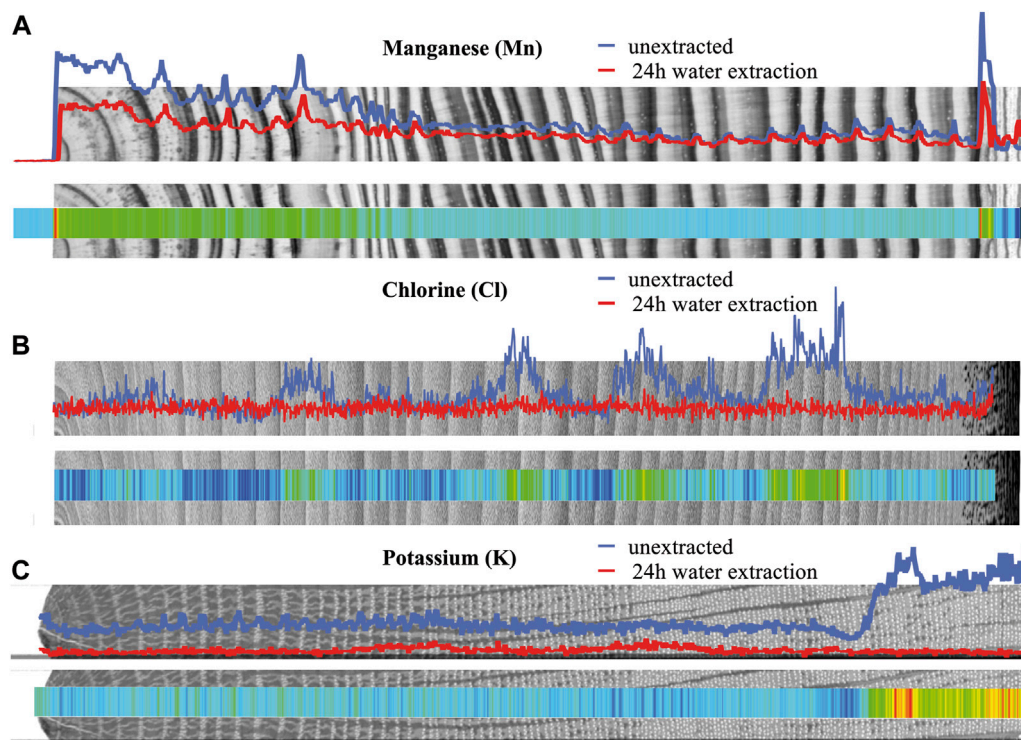 A
Manganese (Mn)
unextracted
24h water extraction
Chlorine (Cl)
unextracted
24h water extraction
B
Potassium (K)
unextracted
24h water extraction
C